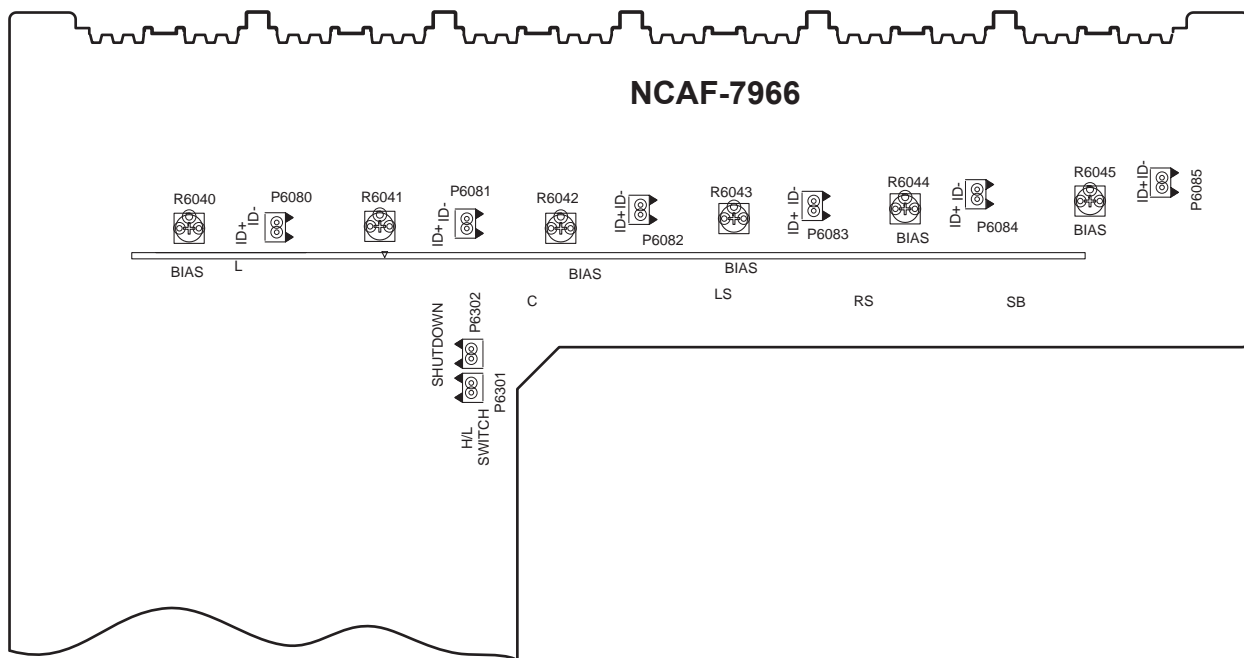 NCAF-7966
R6040
P6080
ID+
ID-
R6041
P6081
ID+
ID-
R6042
ID+
ID-
P6082
R6043
ID+
ID-
P6083
R6044
BIAS
ID+
ID-
P6084
R6045
BIAS
ID+
ID-
P6085
BIAS
L
BIAS
BIAS
C
LS
RS
SB
SHUTDOWN
P6302
P6301
H/L
SWITCH